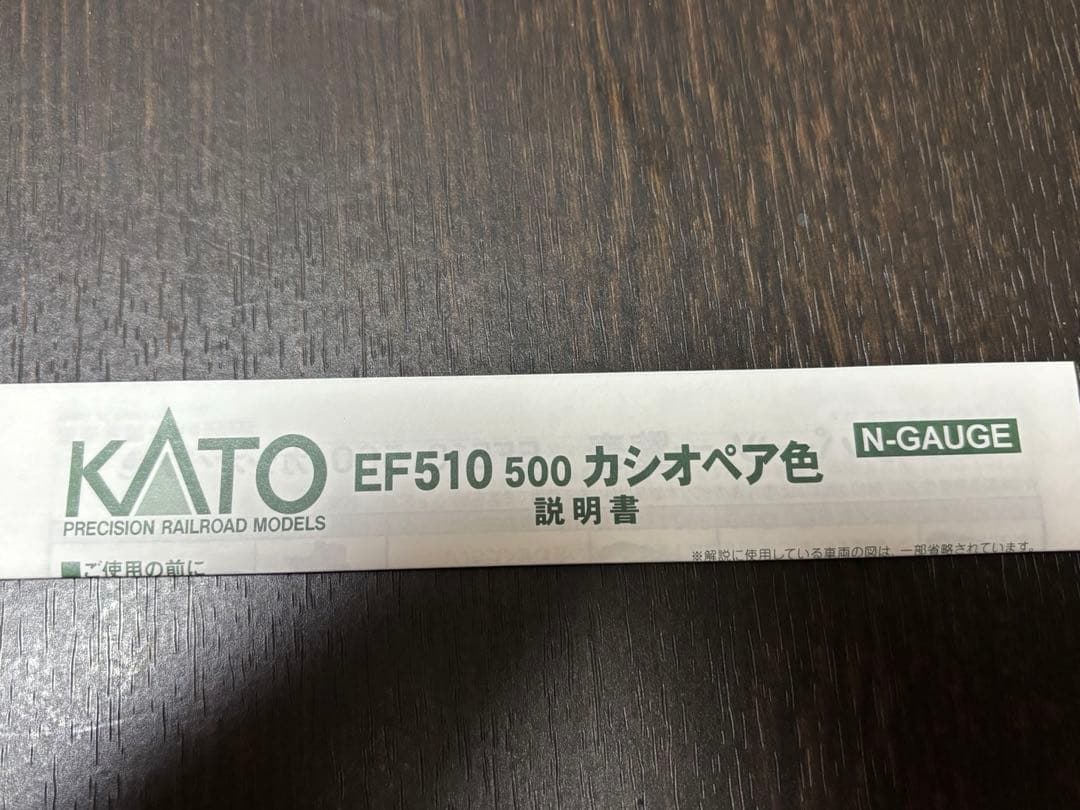 KATO
PRECISION RAILROAD MODELS
EF510 500 カシオペア色
説明書
N-GAUGE
※解説に使用している車両の図は、一部省略されています。
■ご使用の前に